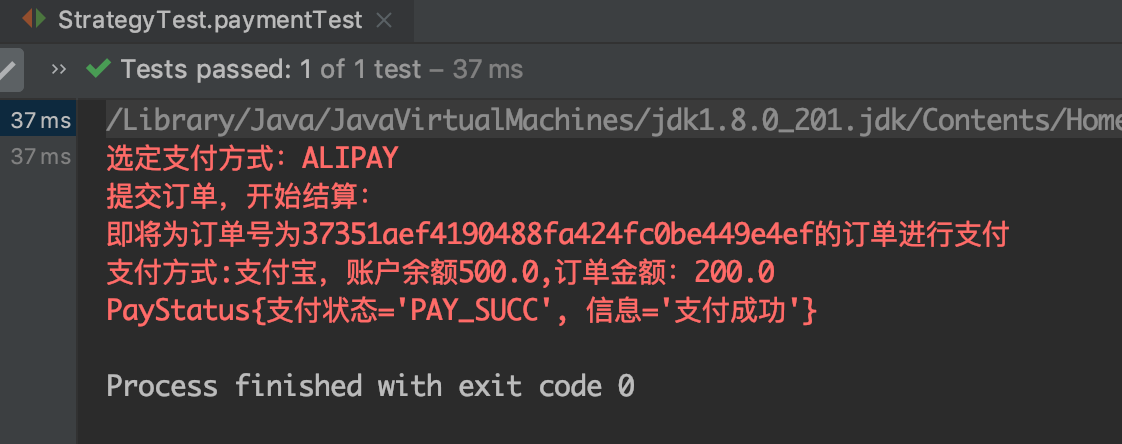 StrategyTest.paymentTest
Tests passed: 1 of 1 test – 37 ms
37 ms /Library/Java/JavaVirtualMachines/jdk1.8.0_201.jdk/Contents/Home
37 ms 选定支付方式：ALIPAY
提交订单，开始结算：
即将为订单号为37351aef4190488fa424fc0be449e4ef的订单进行支付
支付方式:支付宝，账户余额500.0,订单金额：200.0
PayStatus{支付状态='PAY_SUCC', 信息='支付成功'}
Process finished with exit code 0